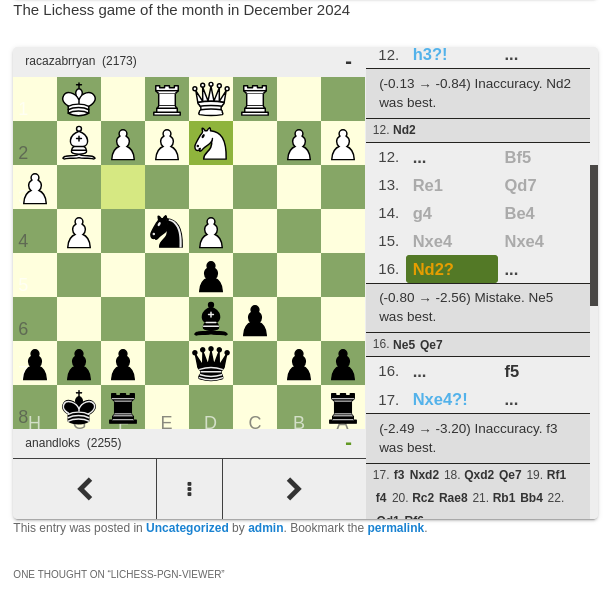 The Lichess game of the month in December 2024
racazabrryan (2173) -
2
4
6
8
H
E D C B A
anandloks (2255) -
12. h3?! ...
(-0.13 → -0.84) Inaccuracy. Nd2
was best.
12. Nd2
12. ... Bf5
13. Re1 Qd7
14. g4 Be4
15. Nxe4 Nxe4
16. Nd2? ...
(-0.80 → -2.56) Mistake. Ne5
was best.
16. Ne5 Qe7
16. ... f5
17. Nxe4?! ...
(-2.49 → -3.20) Inaccuracy. f3
was best.
17. f3 Nxd2 18. Qxd2 Qe7 19. Rf1
f4 20. Rc2 Rae8 21. Rb1 Bb4 22.
This entry was posted in Uncategorized by admin. Bookmark the permalink.
ONE THOUGHT ON “LICHESS-PGN-VIEWER”